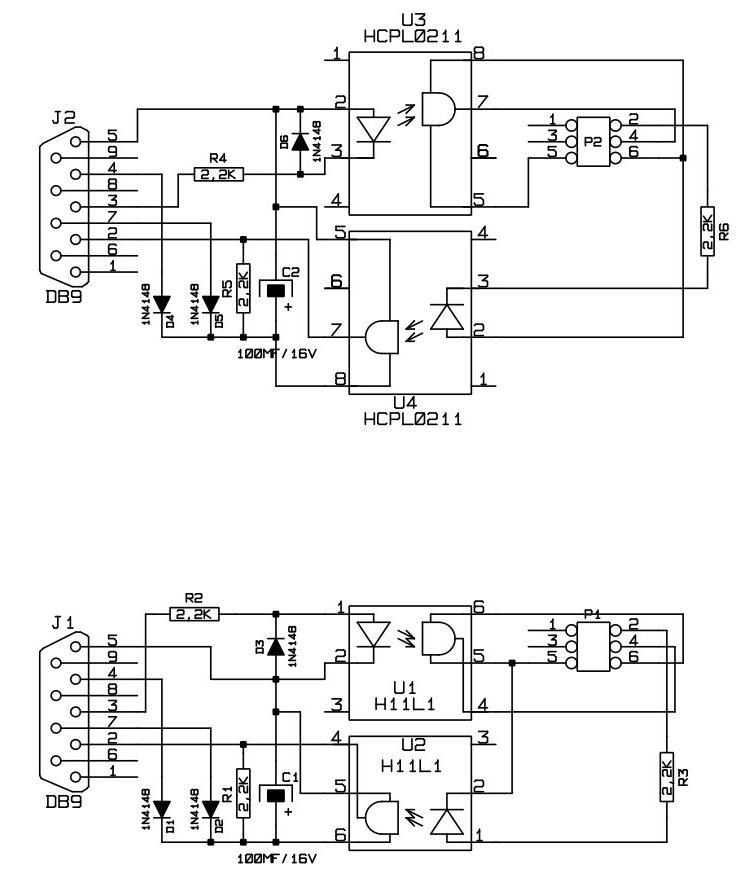 U3
HCPL0211
1
8
J2
2
7
5
D6
1N4148
1
2
9
R4
3
6
3
P2
4
4
2,2K
5
6
8
3
4
5
7
2,2K
R6
2
5
4
6
C2
1
R5
2,2K
6
3
DB9
1N4148
D4
1N4148
D5
+
7
2
100MF/16V
8
1
U4
HCPL0211
R2
1
6
P1
J1
2,2K
1
2
5
D3
1N4148
3
4
9
2
5
5
6
4
U1
8
3
H11L1
4
3
7
2
4
U2
3
6
H11L1
1
C1
5
2
2,2K
R3
DB9
1N4148
D1
1N4148
D2
R1
2,2K
+
6
1
100MF/16V